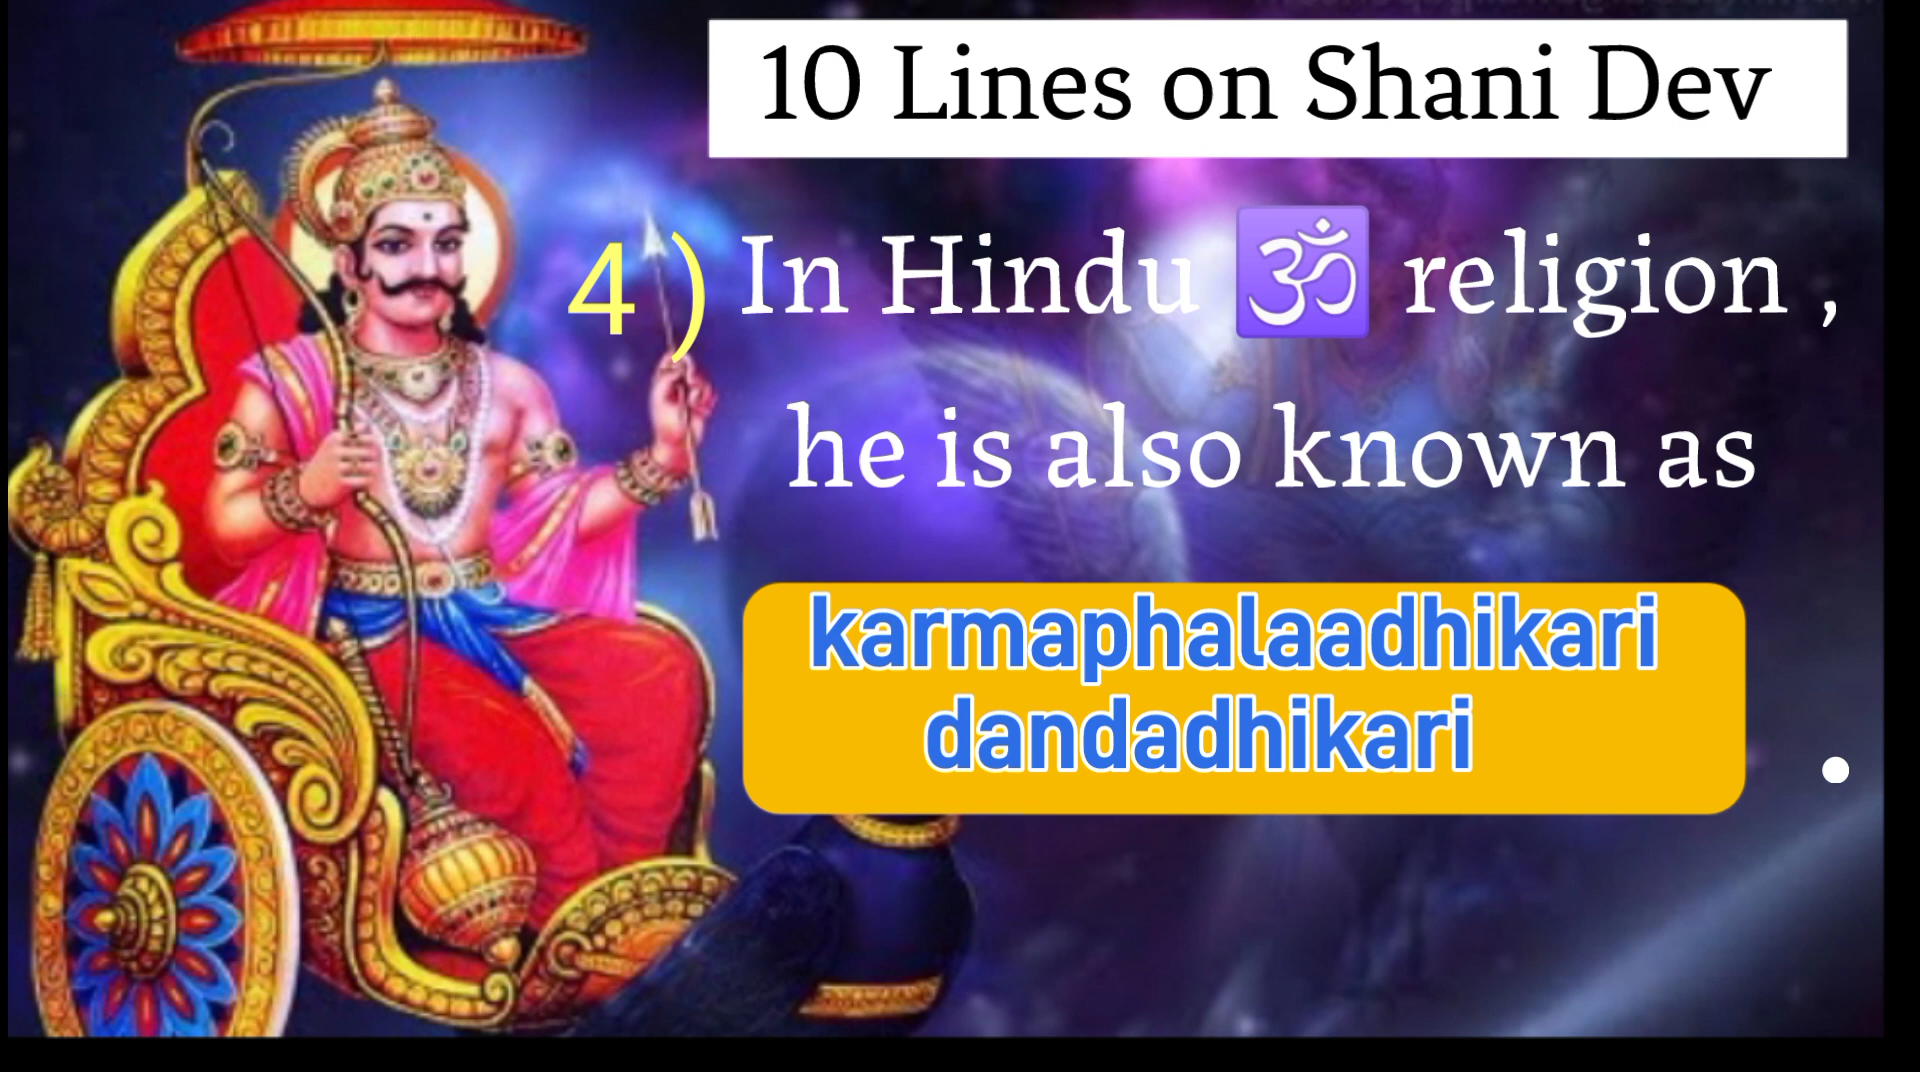 10 Lines on Shani Dev
4 ) In Hindu 🕉 religion ,
he is also known as
karmaphalaadhikari
dandadhikari
.